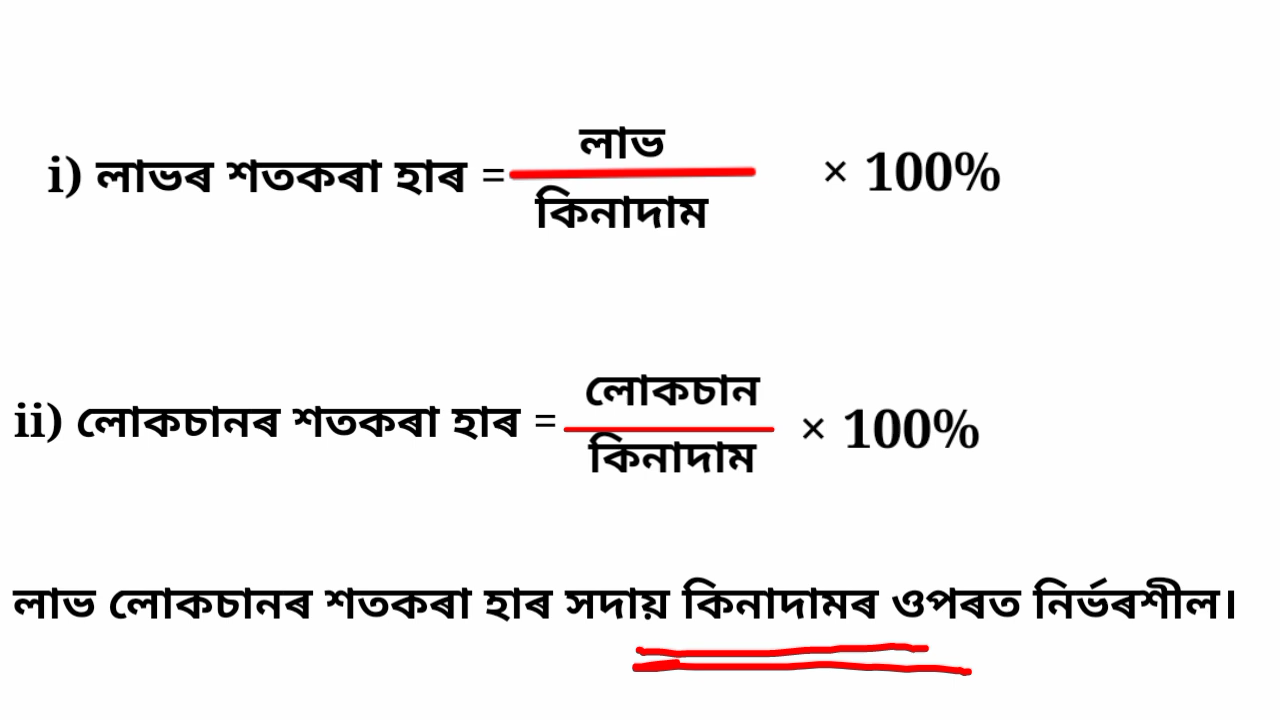 লাভ
i) লাভৰ শতকৰা হাৰ = × 100%
কিনাদাম
লোকচান
ii) লোকচানৰ শতকৰা হাৰ = × 100%
কিনাদাম
লাভ লোকচানৰ শতকৰা হাৰ সদায় কিনাদামৰ ওপৰত নিৰ্ভৰশীল।